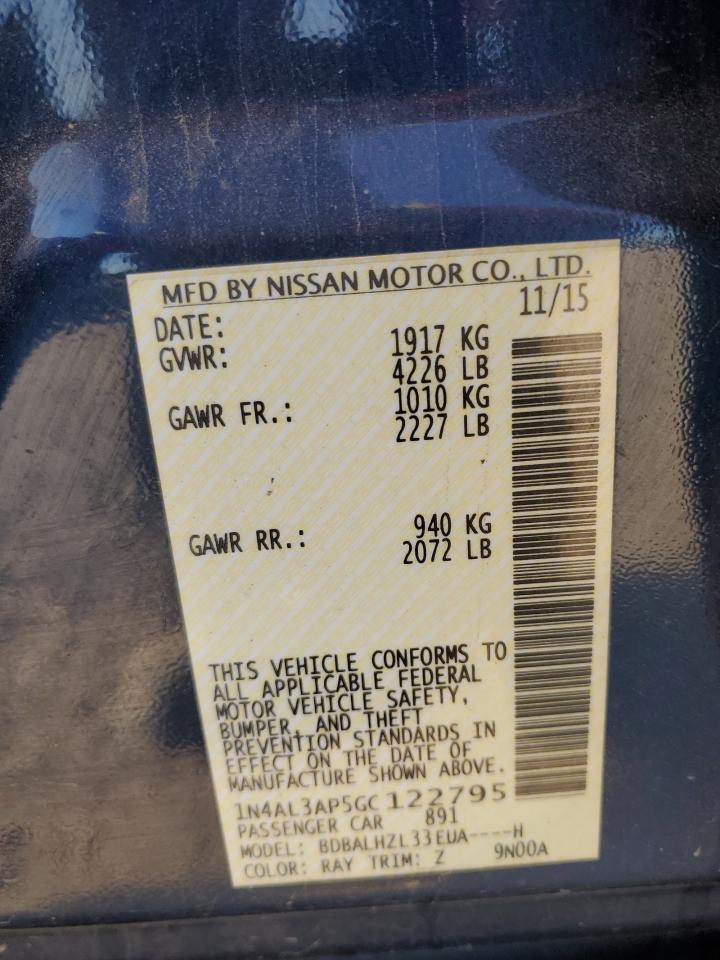 MFD BY NISSAN MOTOR CO., LTD.
DATE: 11/15
GVWR: 1917 KG
4226 LB
GAWR FR.: 1010 KG
2227 LB
GAWR RR.: 940 KG
2072 LB
THIS VEHICLE CONFORMS TO
ALL APPLICABLE FEDERAL
MOTOR VEHICLE SAFETY,
BUMPER, AND THEFT
PREVENTION STANDARDS IN
EFFECT ON THE DATE OF
MANUFACTURE SHOWN ABOVE.
1N4AL3AP5GC122795
PASSENGER CAR 891
MODEL: BDBALHZL33EUA----H
COLOR: RAY TRIM: Z 9N00A